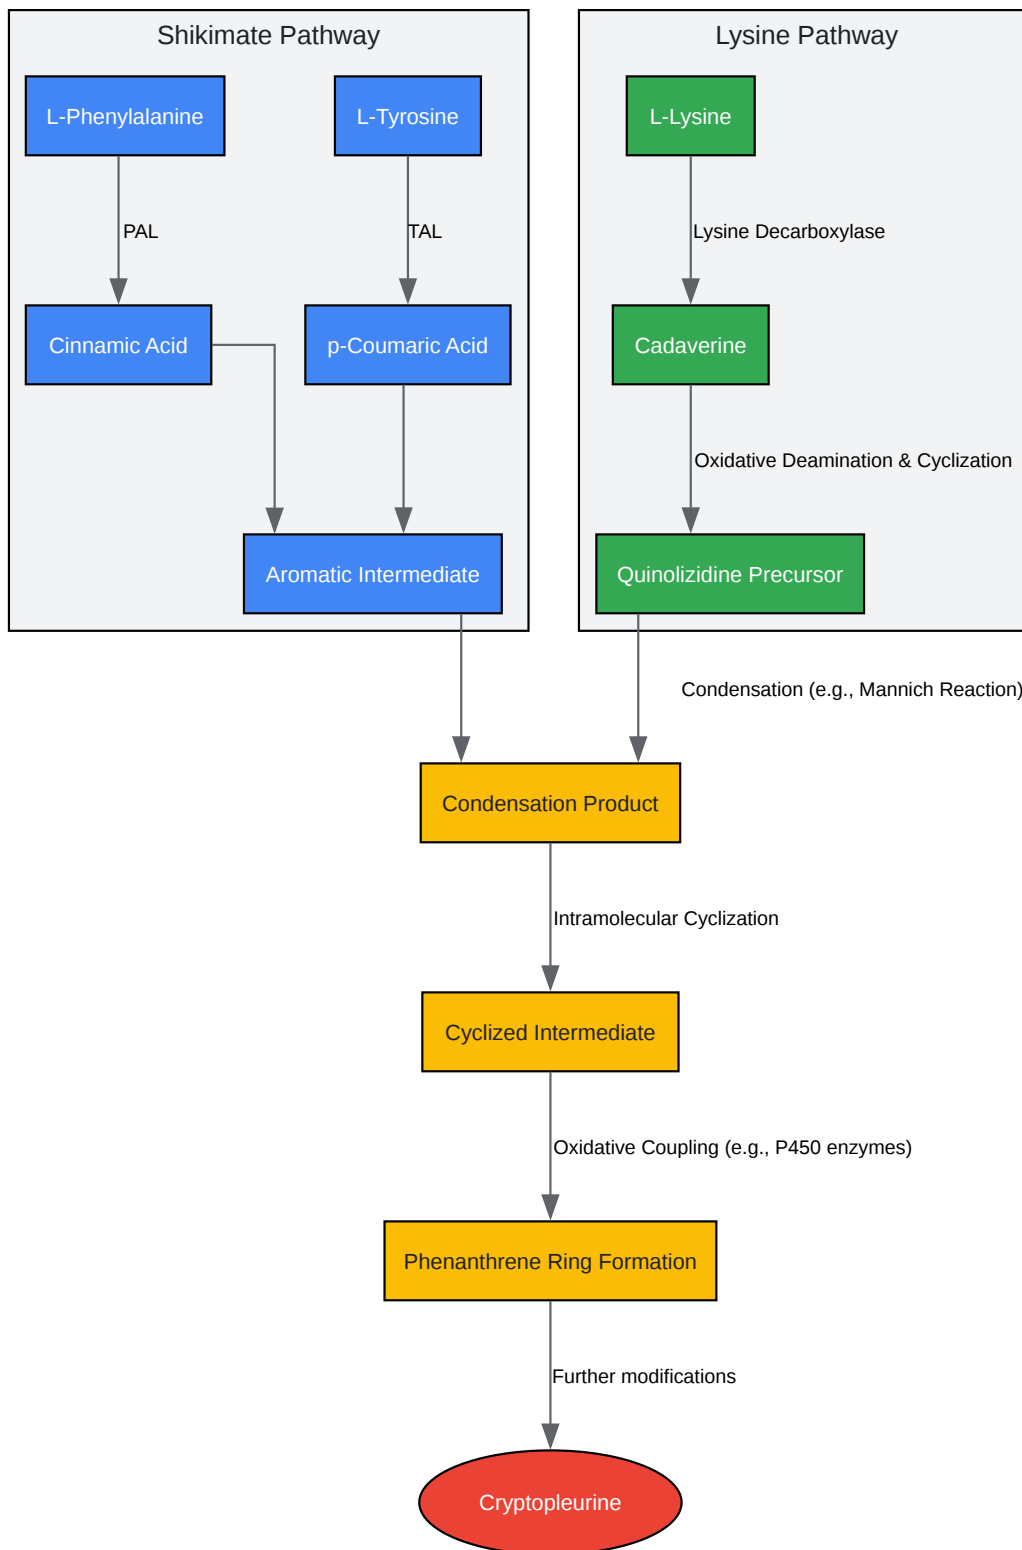 Shikimate Pathway
Lysine Pathway
L-Phenylalanine
L-Tyrosine
L-Lysine
PAL
TAL
Lysine Decarboxylase
Cinnamic Acid
p-Coumaric Acid
Cadaverine
Oxidative Deamination & Cyclization
Aromatic Intermediate
Quinolizidine Precursor
Condensation (e.g., Mannich Reaction)
Condensation Product
Intramolecular Cyclization
Cyclized Intermediate
Oxidative Coupling (e.g., P450 enzymes)
Phenanthrene Ring Formation
Further modifications
Cryptopleurine